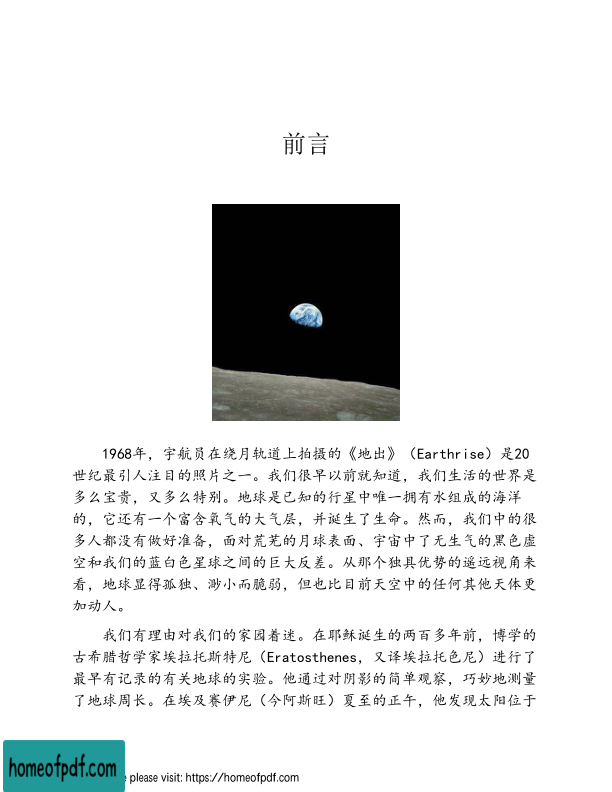 前言
1968年，宇航员在绕月轨道上拍摄的《地出》（Earthrise）是20
世纪最引人注目的照片之一。我们很早以前就知道，我们生活的世界是
多么宝贵，又多么特别。地球是已知的行星中唯一拥有水组成的海洋
的，它还有一个富含氧气的大气层，并诞生了生命。然而，我们中的很
多人都没有做好准备，面对荒芜的月球表面、宇宙中了无生气的黑色虚
空和我们的蓝白色星球之间的巨大反差。从那个独具优势的遥远视角来
看，地球显得孤独、渺小而脆弱，但也比目前天空中的任何其他天体更
加动人。
我们有理由对我们的家园着迷。在耶稣诞生的两百多年前，博学的
古希腊哲学家埃拉托斯特尼（Eratosthenes，又译埃拉托色尼）进行了
最早有记录的有关地球的实验。他通过对阴影的简单观察，巧妙地测量
了地球周长。在埃及赛伊尼（今阿斯旺）夏至的正午，他发现太阳位于
homeofpdf.com
please visit: https://homeofpdf.com